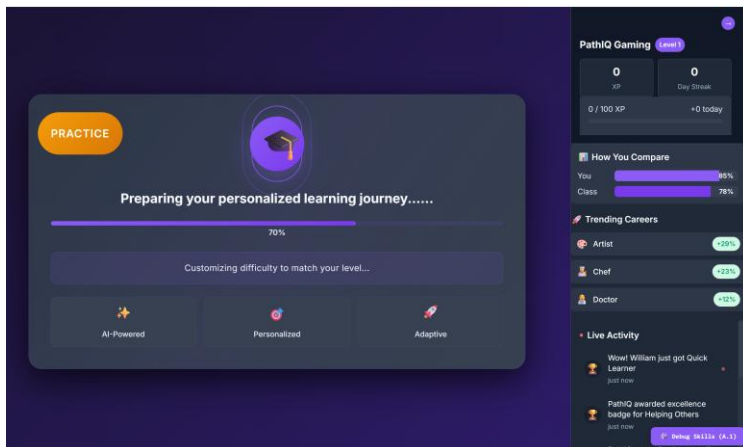 PRACTICE
Preparing your personalized learning journey......
70%
Customizing difficulty to match your level...
AI-Powered
Personalized
Adaptive
PathIQ Gaming Level 1
0
XP
0
Day Streak
0 / 100 XP +0 today
How You Compare
You 85%
Class 78%
Trending Careers
Artist +29%
Chef +23%
Doctor +12%
Live Activity
Wow! William just got Quick
Learner
just now
PathIQ awarded excellence
badge for Helping Others
just now
Debug Skills (A.1)